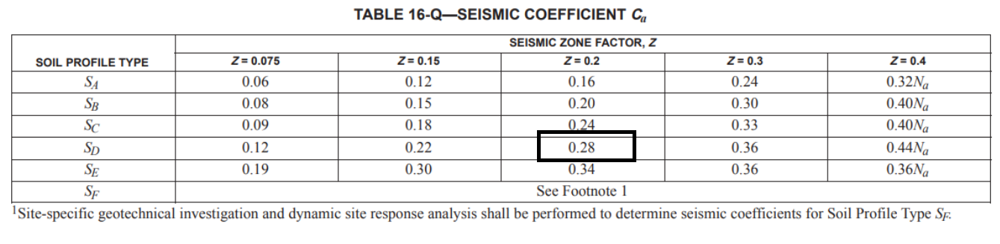 TABLE 16-Q—SEISMIC COEFFICIENT Ca
SOIL PROFILE TYPE
SEISMIC ZONE FACTOR, Z
Z = 0.075 Z = 0.15 Z = 0.2 Z = 0.3 Z = 0.4
SA 0.06 0.12 0.16 0.24 0.32Na
SB 0.08 0.15 0.20 0.30 0.40Na
SC 0.09 0.18 0.24 0.33 0.40Na
SD 0.12 0.22 0.28 0.36 0.44Na
SE 0.19 0.30 0.34 0.36 0.36Na
SF See Footnote 1
1Site-specific geotechnical investigation and dynamic site response analysis shall be performed to determine seismic coefficients for Soil Profile Type SF.